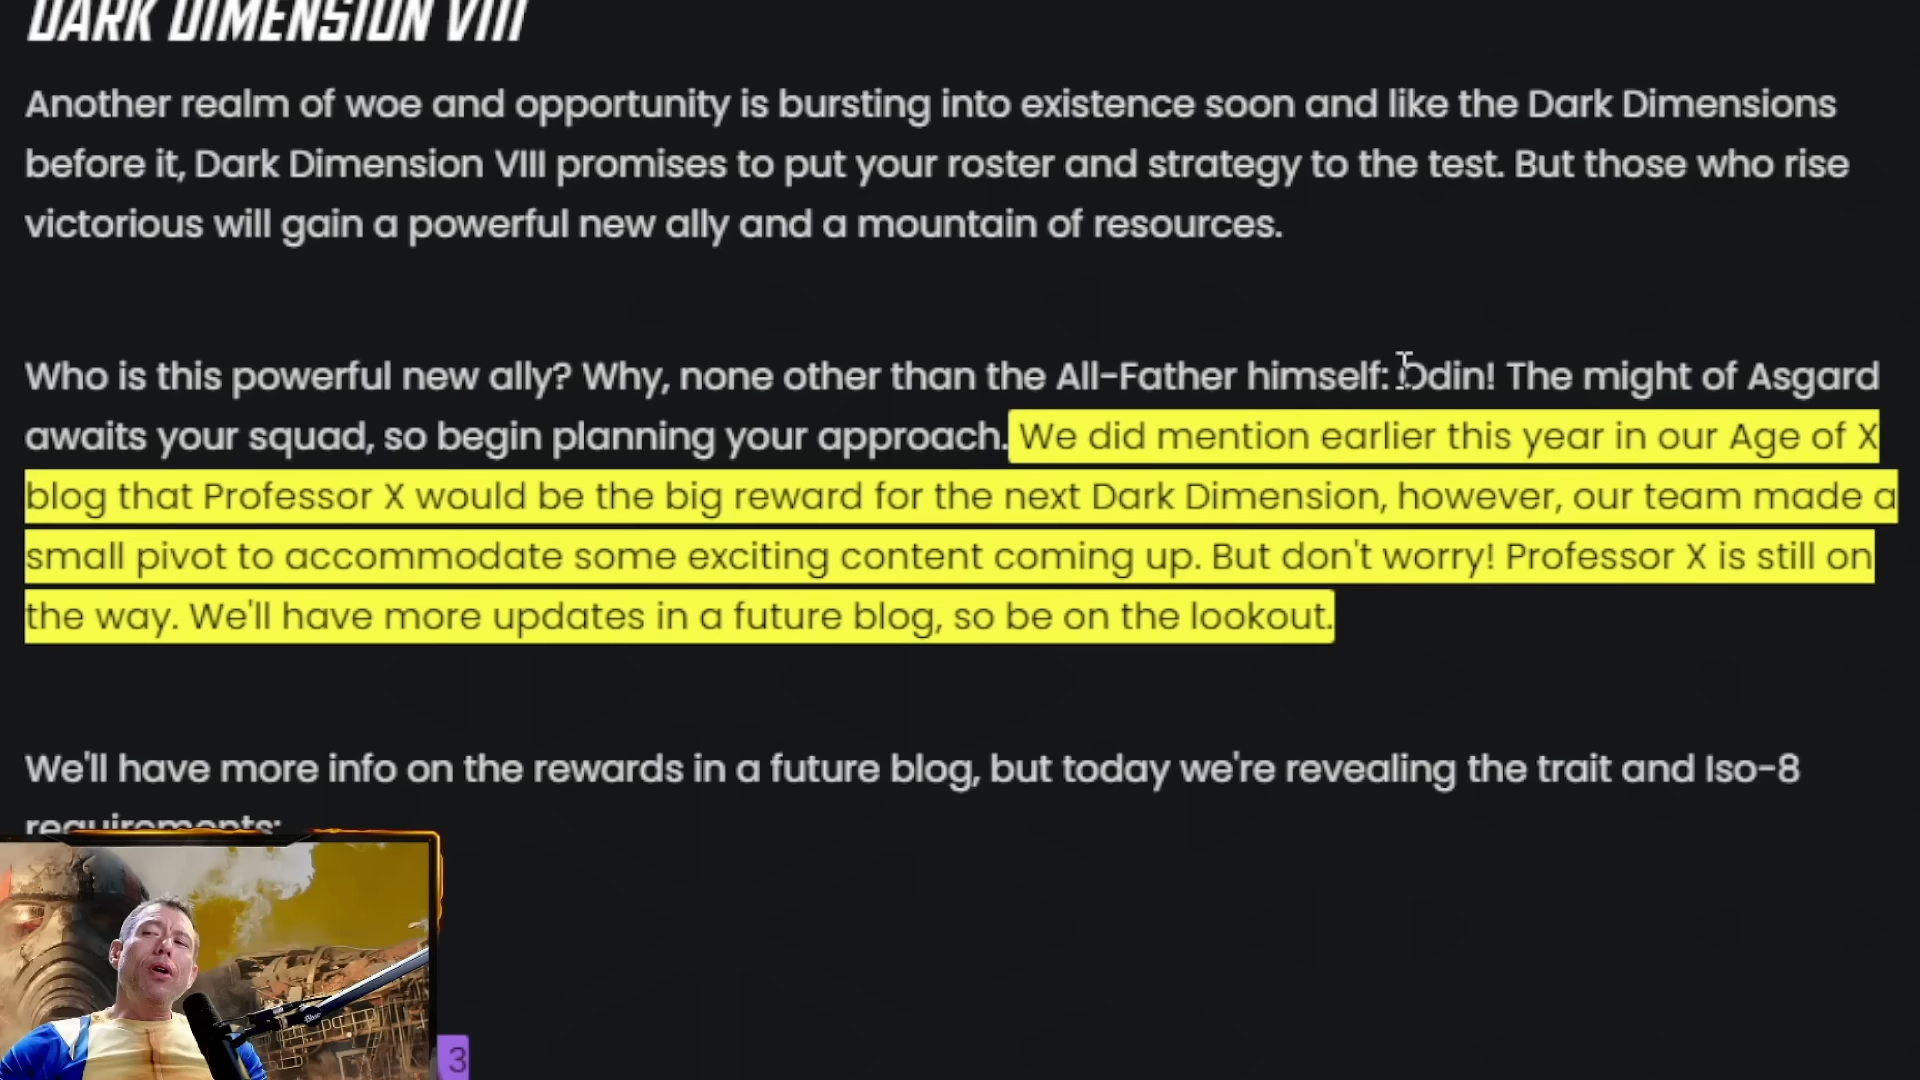 DARK DIMENSION VIII
Another realm of woe and opportunity is bursting into existence soon and like the Dark Dimensions
before it, Dark Dimension VIII promises to put your roster and strategy to the test. But those who rise
victorious will gain a powerful new ally and a mountain of resources.
Who is this powerful new ally? Why, none other than the All-Father himself: Odin! The might of Asgard
awaits your squad, so begin planning your approach. We did mention earlier this year in our Age of X
blog that Professor X would be the big reward for the next Dark Dimension, however, our team made a
small pivot to accommodate some exciting content coming up. But don't worry! Professor X is still on
the way. We'll have more updates in a future blog, so be on the lookout.
We'll have more info on the rewards in a future blog, but today we're revealing the trait and Iso-8
requirements:
3